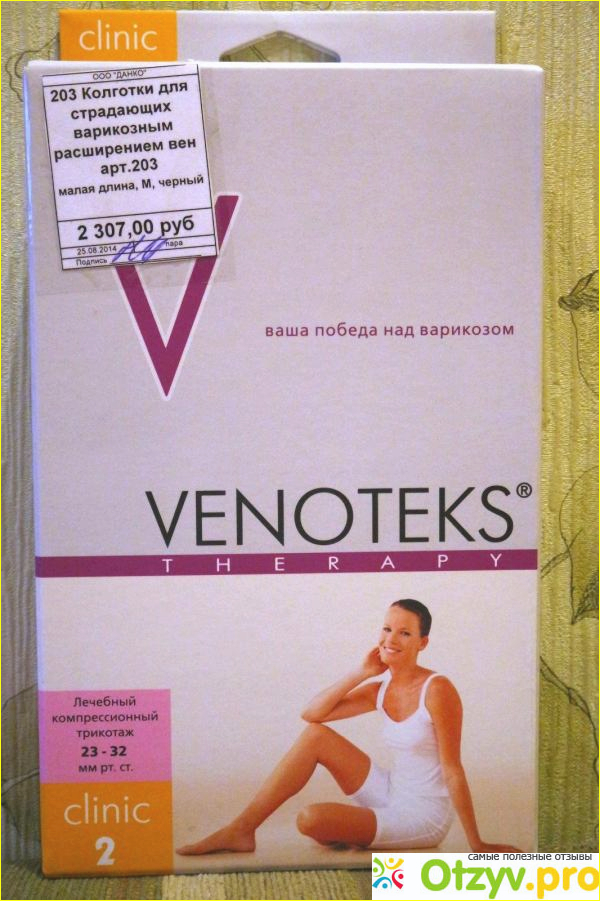 clinic
ООО "ДАНКО"
203 Колготки для
страдающих
варикозным
расширением вен
арт.203
малая длина, М, черный
2 307,00 руб
25.08.2014 пара
Подпись
V
ваша победа над варикозом
VENOTEKS®
THERAPY
Лечебный
компрессионный
трикотаж
23 - 32
мм рт. ст.
clinic
2
самые полезные отзывы
Otzyv.pro